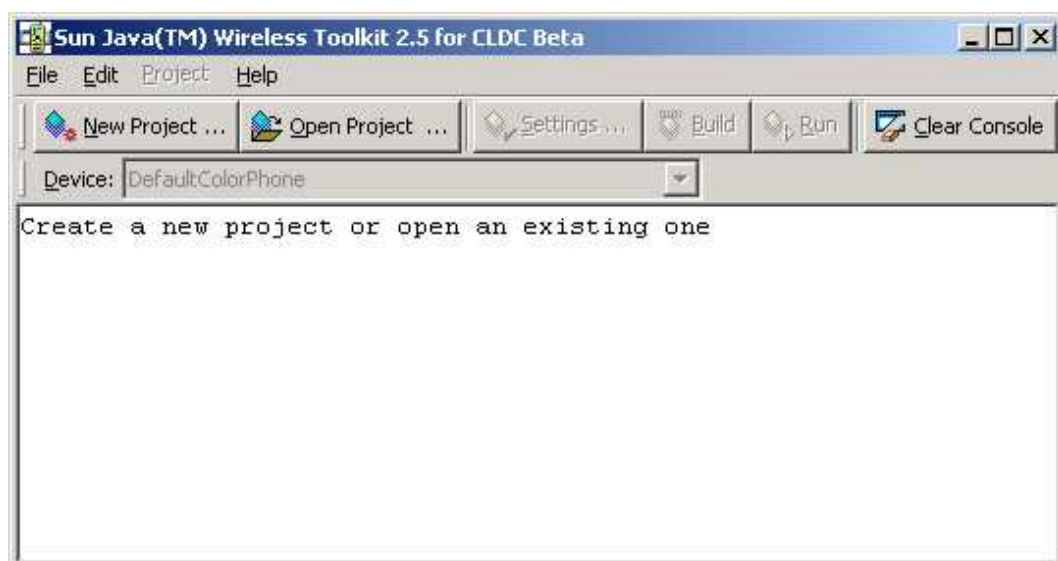 Sun Java(TM) Wireless Toolkit 2.5 for CLDC Beta
File Edit Project Help
New Project ... Open Project ... Settings ... Build Run Clear Console
Device: DefaultColorPhone
Create a new project or open an existing one